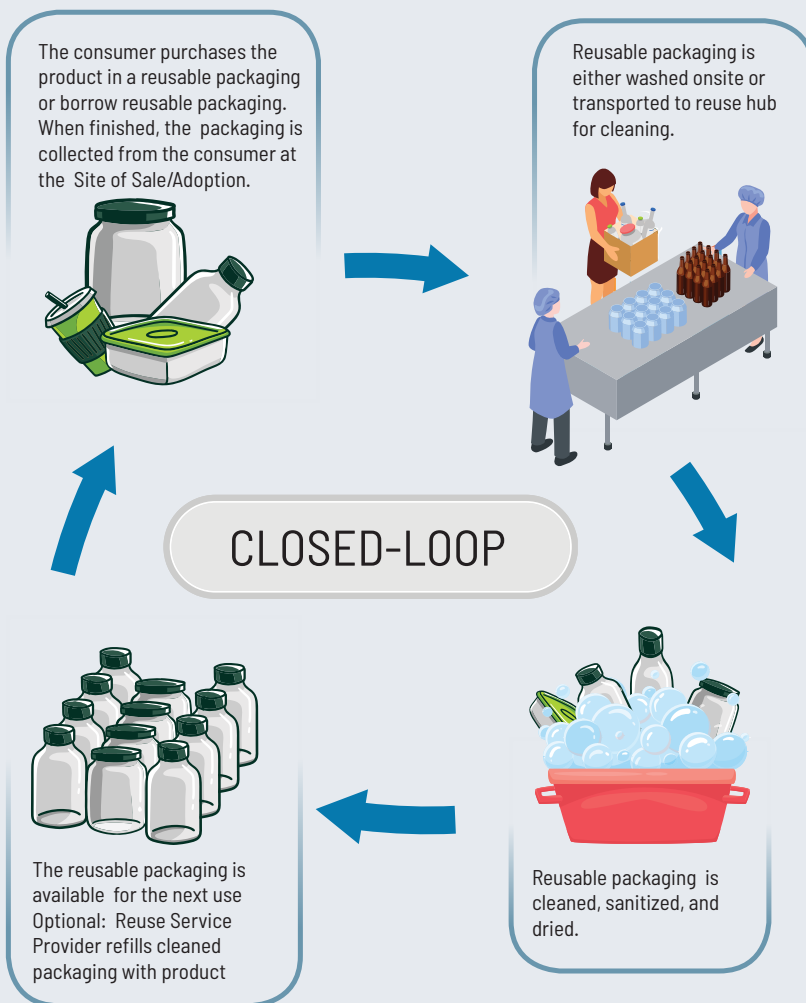 The consumer purchases the
product in a reusable packaging
or borrow reusable packaging.
When finished, the packaging is
collected from the consumer at
the Site of Sale/Adoption.
Reusable packaging is
either washed onsite or
transported to reuse hub
for cleaning.
CLOSED-LOOP
The reusable packaging is
available for the next use
Optional: Reuse Service
Provider refills cleaned
packaging with product
Reusable packaging is
cleaned, sanitized, and
dried.